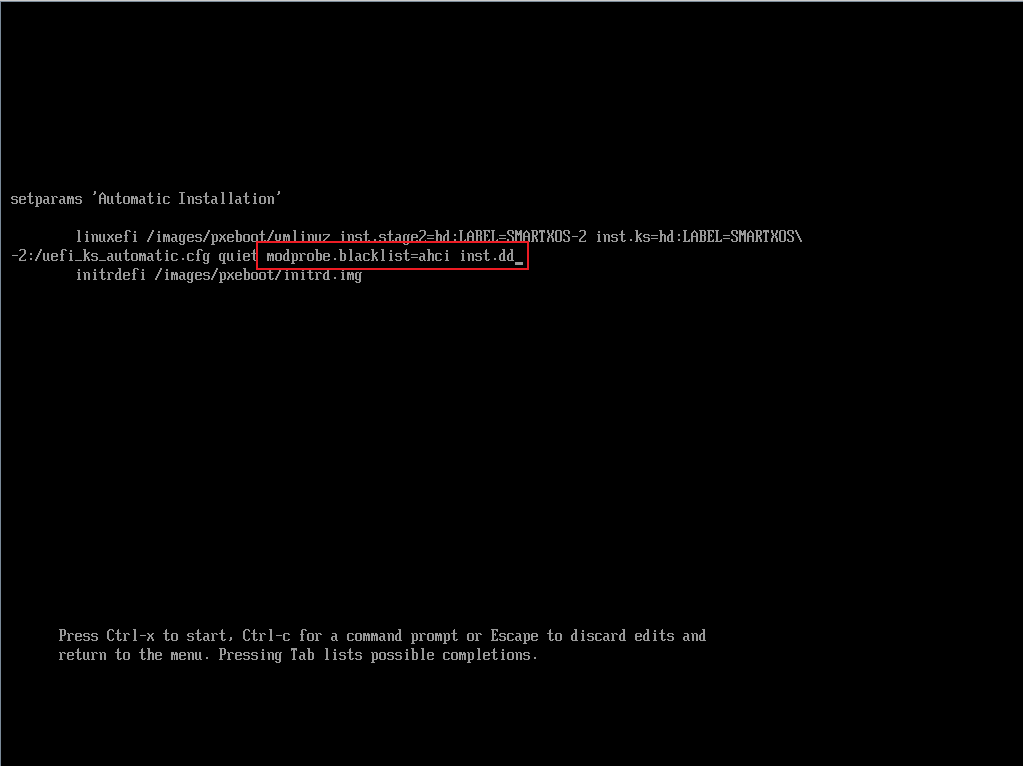 setparams 'Automatic Installation'
linuxefi /images/pxeboot/vmlinuz inst.stage2=hd:LABEL=SMARTXOS-2 inst.ks=hd:LABEL=SMARTXOS\
-2:/uefi_ks_automatic.cfg quiet modprobe.blacklist=ahci inst.dd_
initrdefi /images/pxeboot/initrd.img
Press Ctrl-x to start, Ctrl-c for a command prompt or Escape to discard edits and
return to the menu. Pressing Tab lists possible completions.